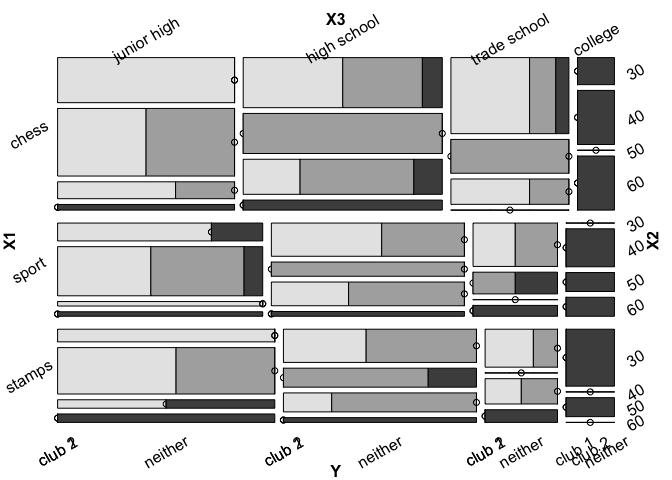 X3
junior high
high school
trade school
college
chess
sport
stamps
X1
X2
30
40
50
60
30
40
50
60
30
40
50
60
club 2
neither
club 2
neither
club 2
neither
club 1
club 2
neither
Y